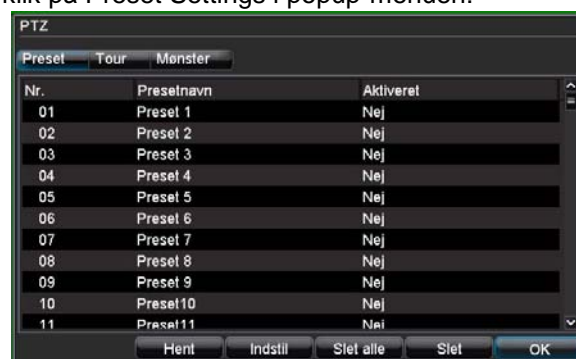 klik på Preset Settings i popup-menuen.
PTZ
Preset Tour Mønster
Nr. Presetnavn Aktiveret
01 Preset 1 Nej
02 Preset 2 Nej
03 Preset 3 Nej
04 Preset 4 Nej
05 Preset 5 Nej
06 Preset 6 Nej
07 Preset 7 Nej
08 Preset 8 Nej
09 Preset 9 Nej
10 Preset10 Nej
11 Preset11 Nej
Hent Indstil Slet alle Slet OK